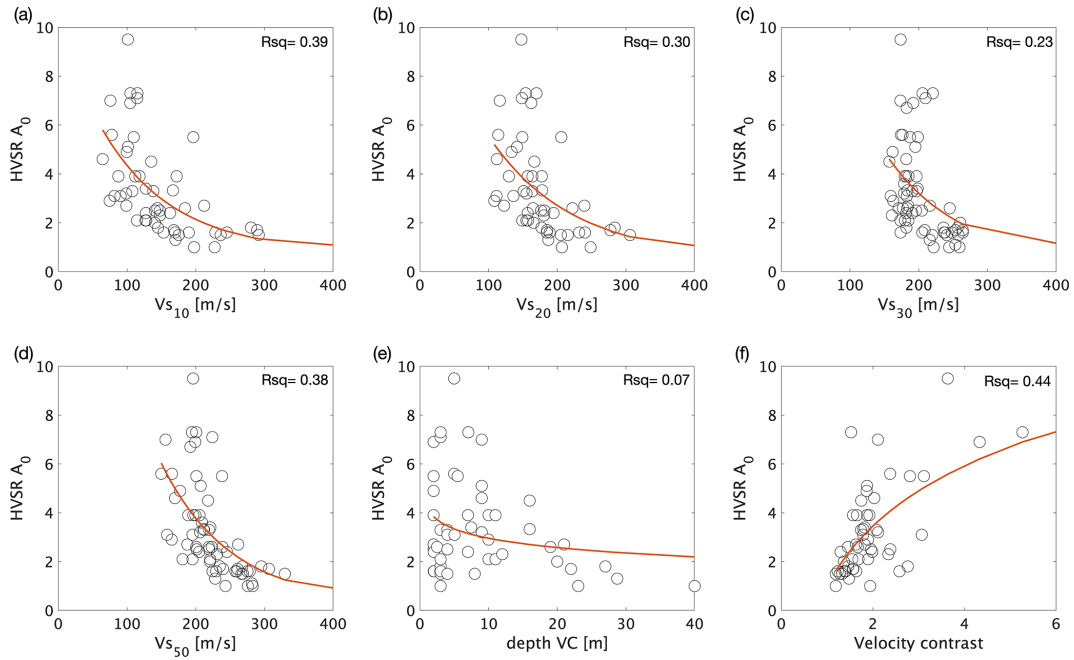 (a)
Rsq= 0.39
HVSR A0
10
8
6
4
2
0
0 100 200 300 400
Vs10 [m/s]
(b)
Rsq= 0.30
HVSR A0
10
8
6
4
2
0
0 100 200 300 400
Vs20 [m/s]
(c)
Rsq= 0.23
HVSR A0
10
8
6
4
2
0
0 100 200 300 400
Vs30 [m/s]
(d)
Rsq= 0.38
HVSR A0
10
8
6
4
2
0
0 100 200 300 400
Vs50 [m/s]
(e)
Rsq= 0.07
HVSR A0
10
8
6
4
2
0
0 10 20 30 40
depth VC [m]
(f)
Rsq= 0.44
HVSR A0
10
8
6
4
2
0
0 2 4 6
Velocity contrast